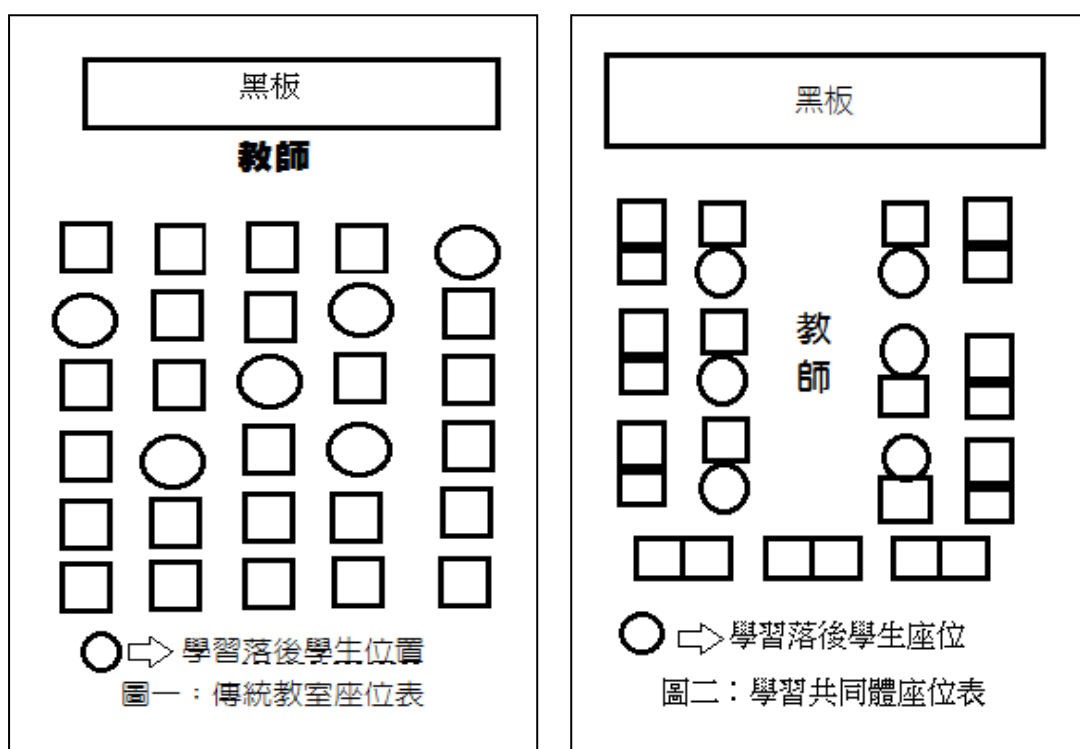 黑板
教師
學習落後學生位置
圖一：傳統教室座位表
黑板
教
師
學習落後學生座位
圖二：學習共同體座位表